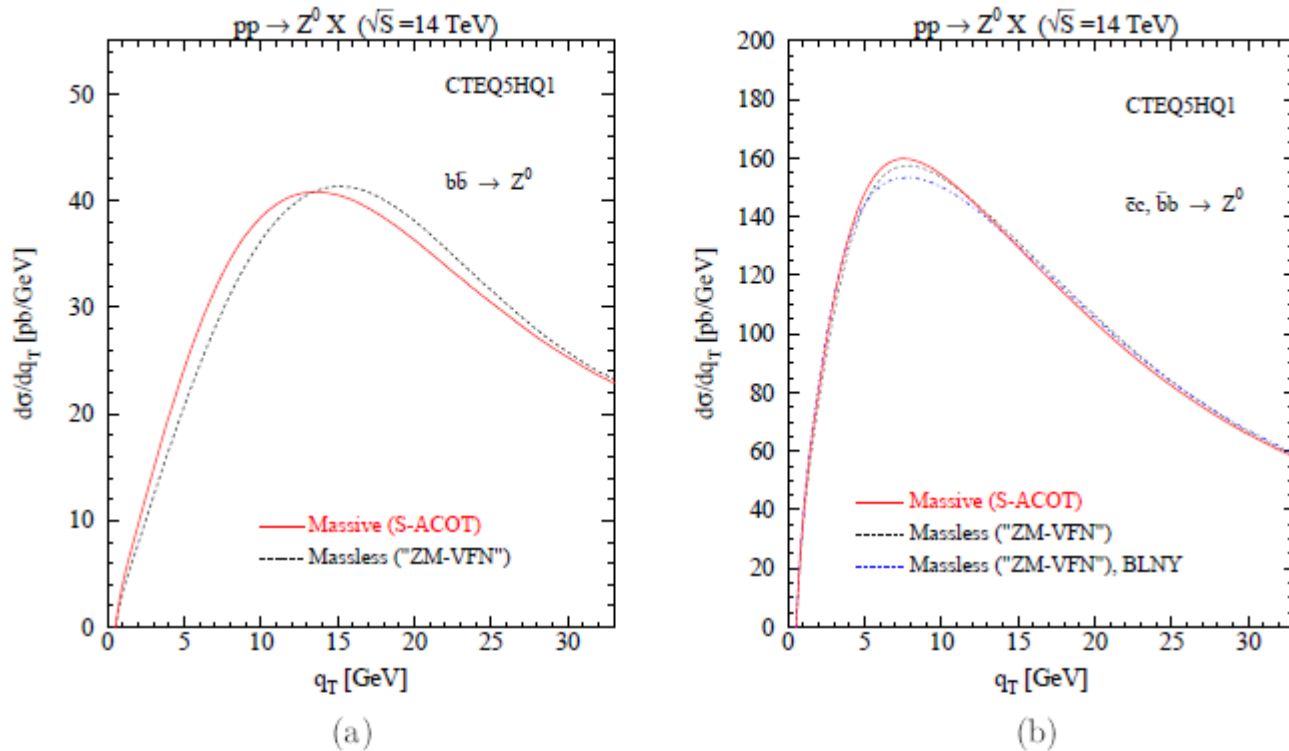 pp → Z⁰ X (√S =14 TeV)
CTEQ5HQ1
bb̄ → Z⁰
50
40
30
20
10
0
dσ/dq_T [pb/GeV]
Massive (S-ACOT)
Massless ("ZM-VFN")
0 5 10 15 20 25 30
q_T [GeV]
(a)
pp → Z⁰ X (√S =14 TeV)
CTEQ5HQ1
c̄c, b̄b → Z⁰
200
180
160
140
120
100
80
60
40
20
0
dσ/dq_T [pb/GeV]
Massive (S-ACOT)
Massless ("ZM-VFN")
Massless ("ZM-VFN"), BLNY
0 5 10 15 20 25 30
q_T [GeV]
(b)